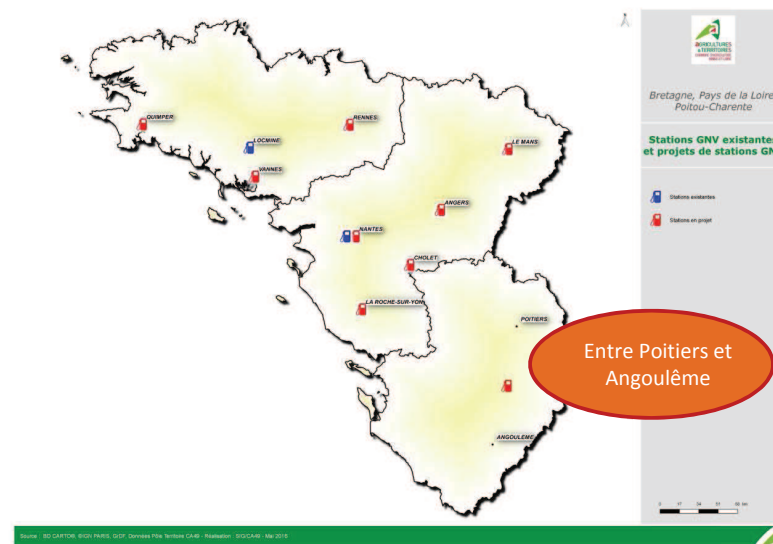 AGRICULTURES
& TERRITOIRES
Bretagne, Pays de la Loire
Poitou-Charente
Stations GNV existantes
et projets de stations GN
Stations existantes
Stations en projet
QUIMPER
LOCMINE
RENNES
VANNES
LE MANS
ANGERS
NANTES
CHOLET
LA ROCHE-SUR-YON
POITIERS
Entre Poitiers et
Angoulême
ANGOULEME